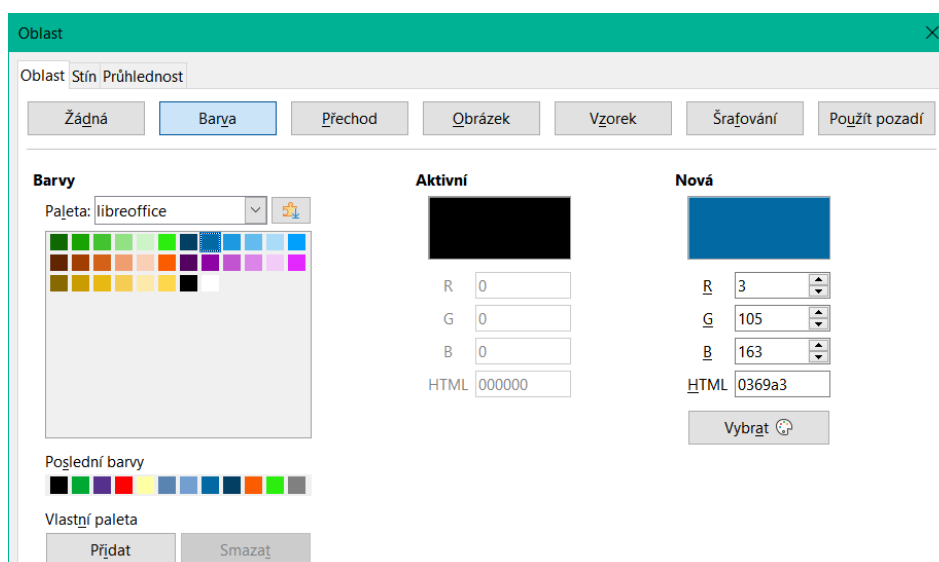 Oblast
Oblast Stín Průhlednost
Žádná Barva Přechod Obrázek Vzorek Šrafování Použít pozadí
Barvy Aktivní Nová
Paleta: libreoffice
R 0 R 3
G 0 G 105
B 0 B 163
HTML 000000 HTML 0369a3
Vybrat
Poslední barvy
Vlastní paleta
Přidat Smazat